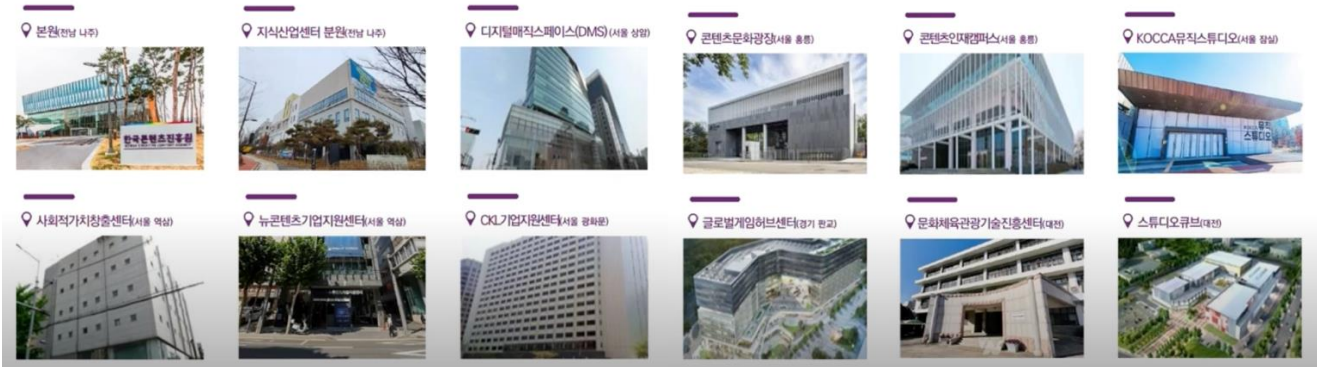 본원(전남 나주)
지식산업센터 분원(전남 나주)
디지털매직스페이스(DMS)(서울 상암)
콘텐츠문화광장(서울 홍릉)
콘텐츠인재캠퍼스(서울 홍릉)
KOCCA뮤직스튜디오(서울 잠실)
한국콘텐츠진흥원
뮤직
스튜디오
사회적가치창출센터(서울 역삼)
뉴콘텐츠기업지원센터(서울 역삼)
CKL기업지원센터(서울 광화문)
글로벌게임허브센터(경기 판교)
문화체육관광기술진흥센터(대전)
스튜디오큐브(대전)